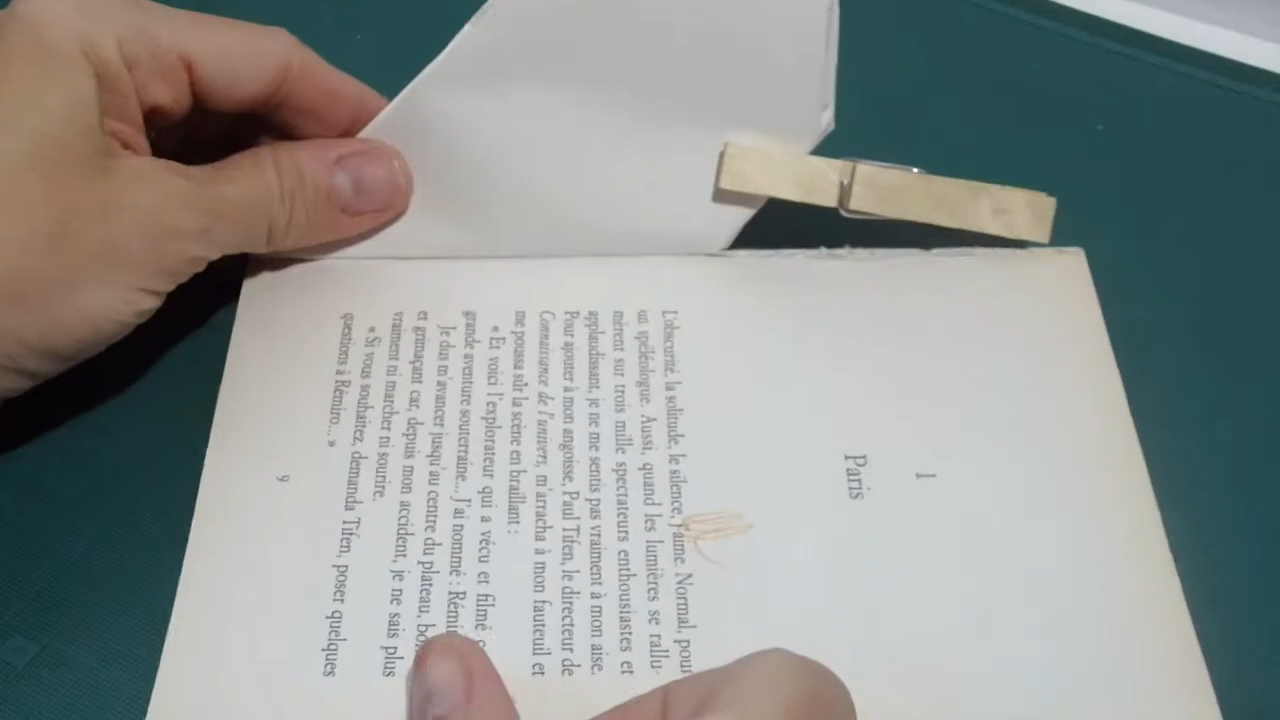 1
Paris
L'obscurité, la solitude, le silence, j'aime. Normal, pour
un spéléologue. Aussi, quand les lumières se rallu-
mèrent sur trois mille spectateurs enthousiastes et
applaudissant, je ne me sentis pas vraiment à mon aise.
Pour ajouter à mon angoisse, Paul Tifen, le directeur de
Connaissance de l'univers, m'arracha à mon fauteuil et
me poussa sur la scène en braillant :
« Et voici l'explorateur qui a vécu et filmé
grande aventure souterraine... J'ai nommé : Rémi
Je dus m'avancer jusqu'au centre du plateau,
et grimaçant car, depuis mon accident, je ne sais plus
vraiment ni marcher ni sourire.
« Si vous souhaitez, demanda Tifen, poser quelques
questions à Rémiro... »
9